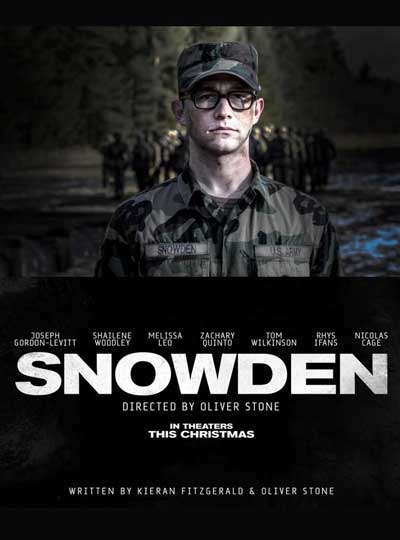 SNOWDEN
U.S. ARMY
JOSEPH GORDON-LEVITT
SHAILENE WOODLEY
MELISSA LEO
ZACHARY QUINTO
TOM WILKINSON
RHYS IFANS
NICOLAS CAGE
SNOWDEN
DIRECTED BY OLIVER STONE
IN THEATERS
THIS CHRISTMAS
WRITTEN BY KIERAN FITZGERALD & OLIVER STONE